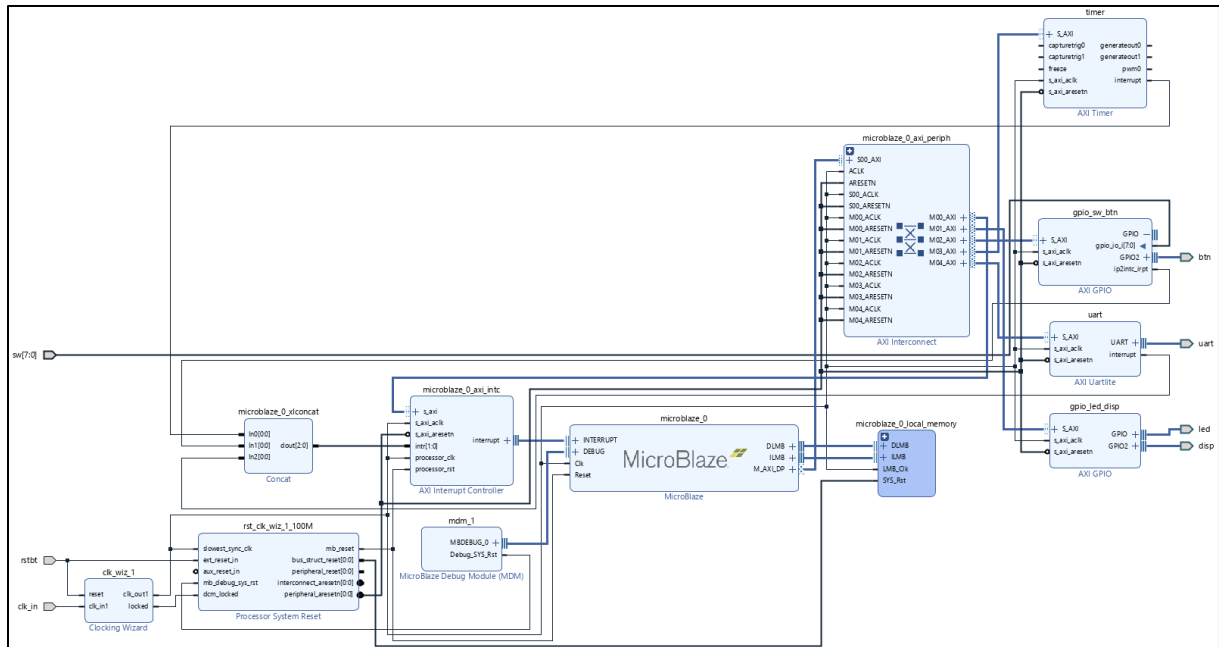 timer
S_AXI
capturetrig0 generateout0
capturetrig1 generateout1
freeze pwm0
s_axi_aclk interrupt
s_axi_aresetn
AXI Timer
microblaze_0_axi_periph
S00_AXI
ACLK
ARESETN
S00_ACLK
S00_ARESETN
M00_ACLK M00_AXI
M00_ARESETN M01_AXI
M01_ACLK M02_AXI
M01_ARESETN M03_AXI
M02_ACLK M04_AXI
M02_ARESETN
M03_ACLK
M03_ARESETN
M04_ACLK
M04_ARESETN
AXI Interconnect
gpio_sw_btn
GPIO
S_AXI gpio_io_i[7:0]
s_axi_aclk GPIO2
s_axi_aresetn ip2intc_irpt
AXI GPIO
btn
uart
S_AXI UART
s_axi_aclk interrupt
s_axi_aresetn
AXI Uartlite
uart
gpio_led_disp
S_AXI GPIO
s_axi_aclk GPIO2
s_axi_aresetn
AXI GPIO
led
disp
sw[7:0]
microblaze_0_xlconcat
In0[0:0]
In1[0:0] dout[2:0]
In2[0:0]
Concat
microblaze_0_axi_intc
s_axi
s_axi_aclk
s_axi_aresetn interrupt
intr[1:0]
processor_clk
processor_rst
AXI Interrupt Controller
microblaze_0
INTERRUPT DLMB
DEBUG ILMB
Clk M_AXI_DP
Reset
MicroBlaze
MicroBlaze
microblaze_0_local_memory
DLMB
ILMB
LMB_Clk
SYS_Rst
mdm_1
MBDEBUG_0
Debug_SYS_Rst
MicroBlaze Debug Module (MDM)
rst_clk_wiz_1_100M
slowest_sync_clk mb_reset
ext_reset_in bus_struct_reset[0:0]
aux_reset_in peripheral_reset[0:0]
mb_debug_sys_rst interconnect_aresetn[0:0]
dcm_locked peripheral_aresetn[0:0]
Processor System Reset
rstbt
clk_in
clk_wiz_1
reset clk_out1
clk_in1 locked
Clocking Wizard